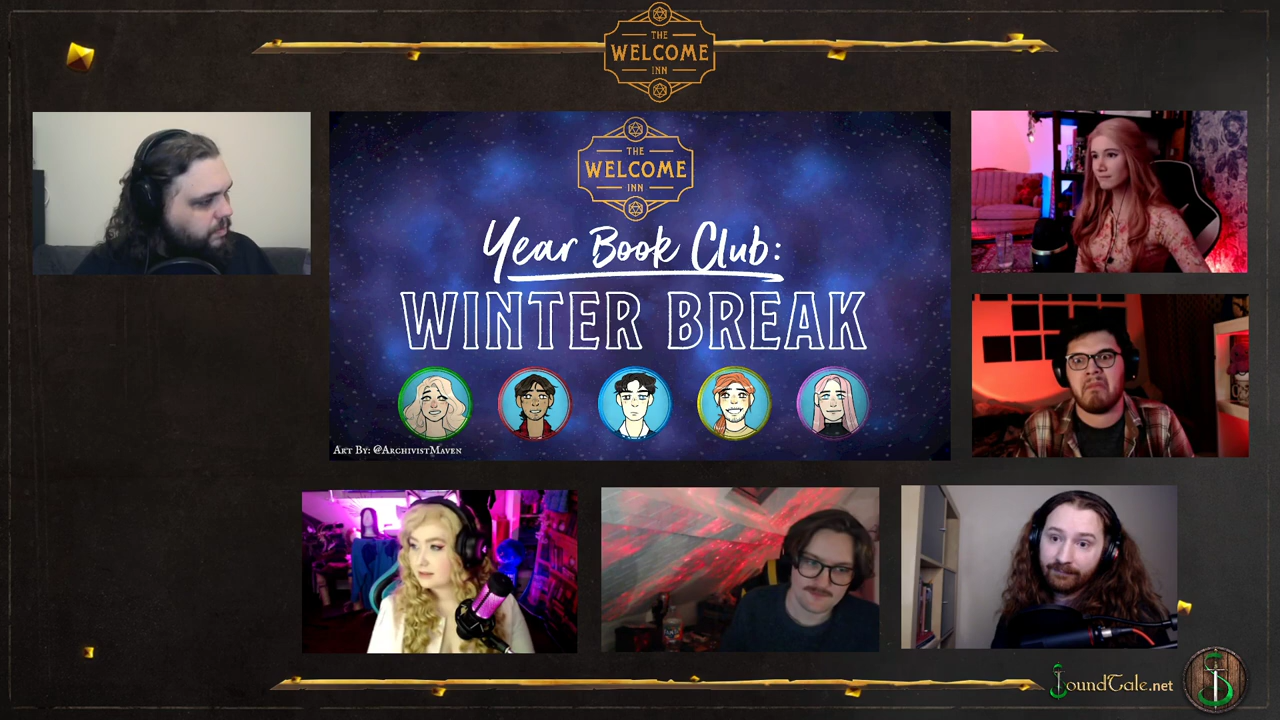 THE
WELCOME
INN
THE
WELCOME
INN
Year Book Club:
WINTER BREAK
Art By: @ArchivistMaven
SoundTale.net